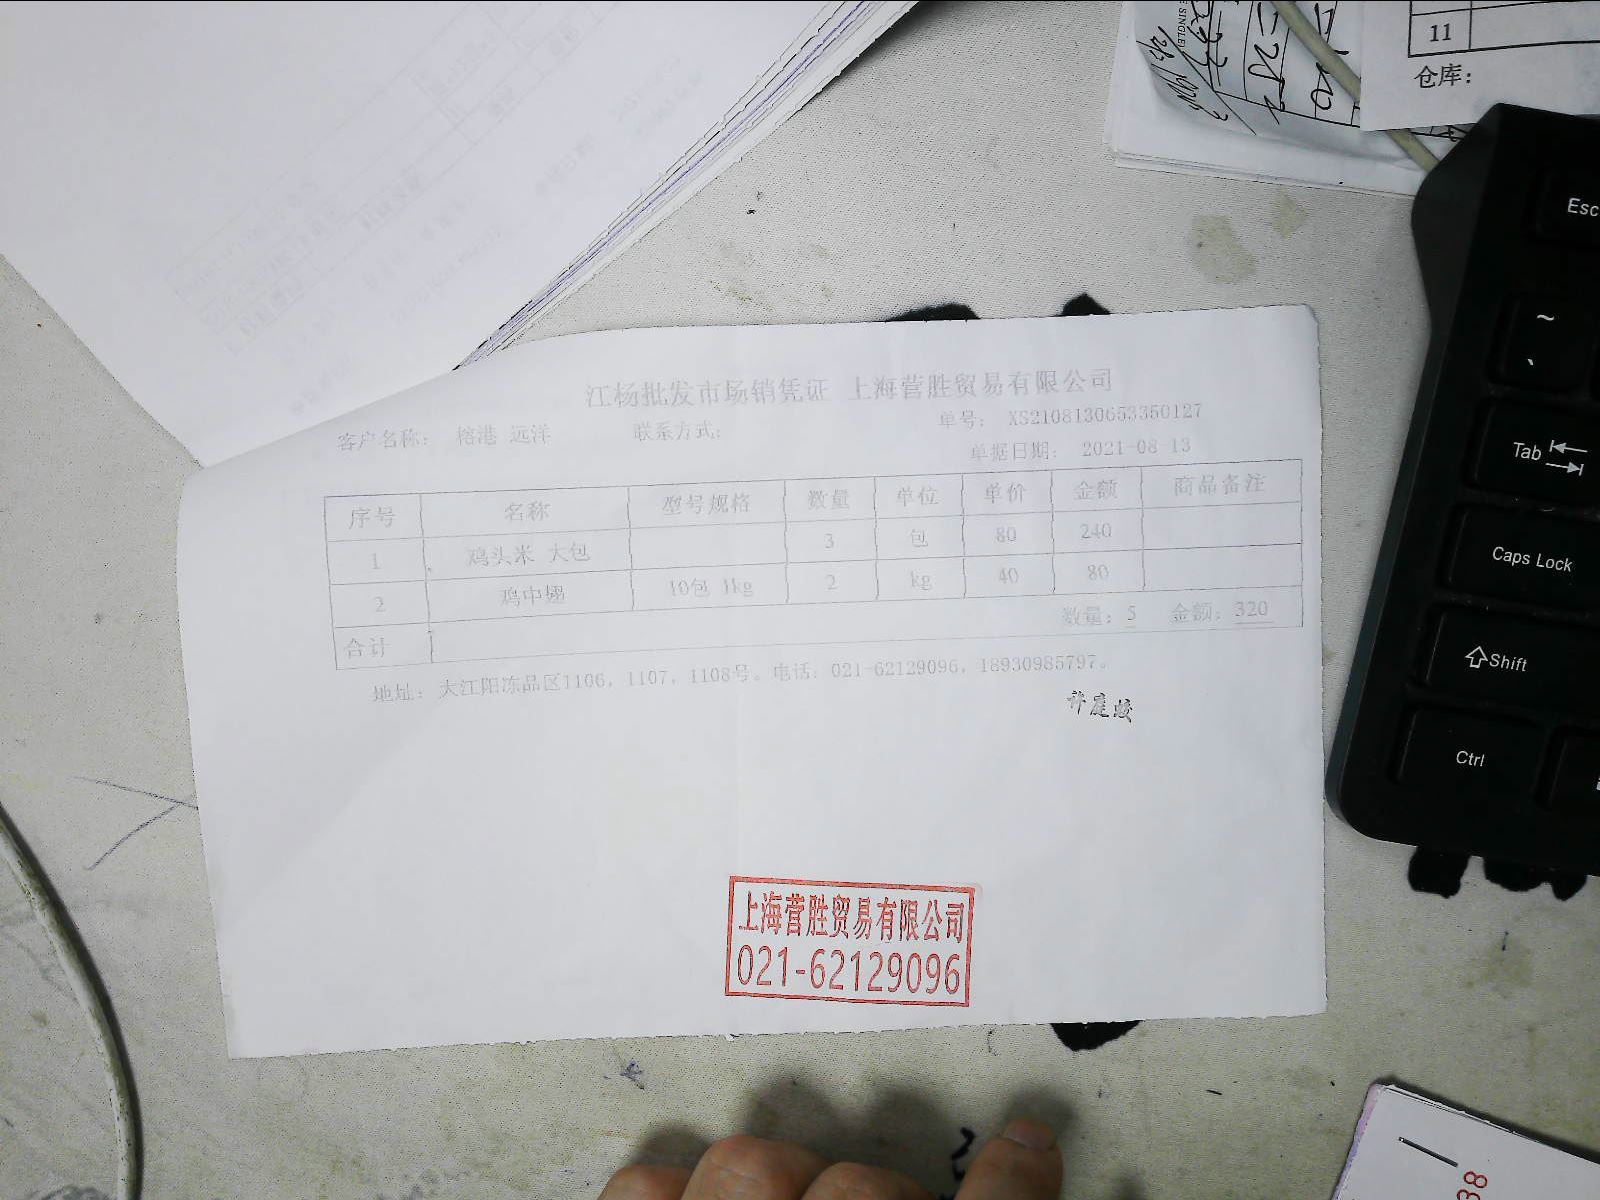 11
仓库：
江杨批发市场销凭证 上海营胜贸易有限公司
单号： XS2108130653350127
客户名称： 榕港 远洋 联系方式：
单据日期： 2021-08-13
序号 名称 型号规格 数量 单位 单价 金额 商品备注
1 鸡头米 大包 3 包 80 240
2 鸡中翅 10包 1kg 2 kg 40 80
合计 数量：5 金额：320
地址：大江阳冻品区1106，1107，1108号。电话：021-62129096，18930985797。
许庭皎
上海营胜贸易有限公司
021-62129096
Esc
~
Tab
Caps Lock
Shift
Ctrl